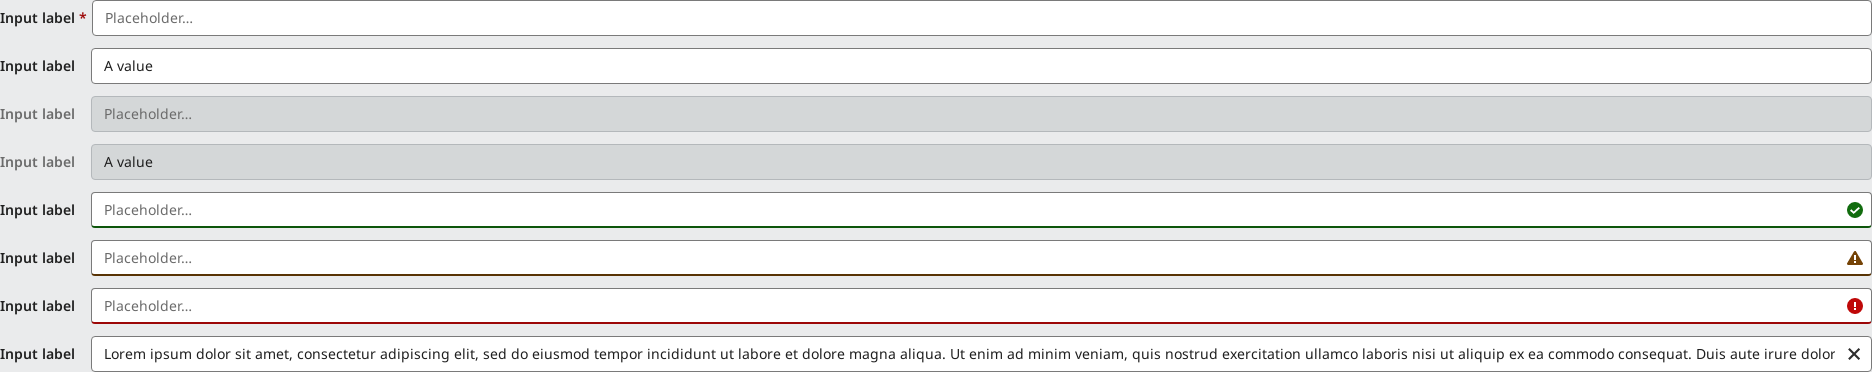 Input label * Placeholder...
Input label A value
Input label Placeholder...
Input label A value
Input label Placeholder...
Input label Placeholder...
Input label Placeholder...
Input label Lorem ipsum dolor sit amet, consectetur adipiscing elit, sed do eiusmod tempor incididunt ut labore et dolore magna aliqua. Ut enim ad minim veniam, quis nostrud exercitation ullamco laboris nisi ut aliquip ex ea commodo consequat. Duis aute irure dolor